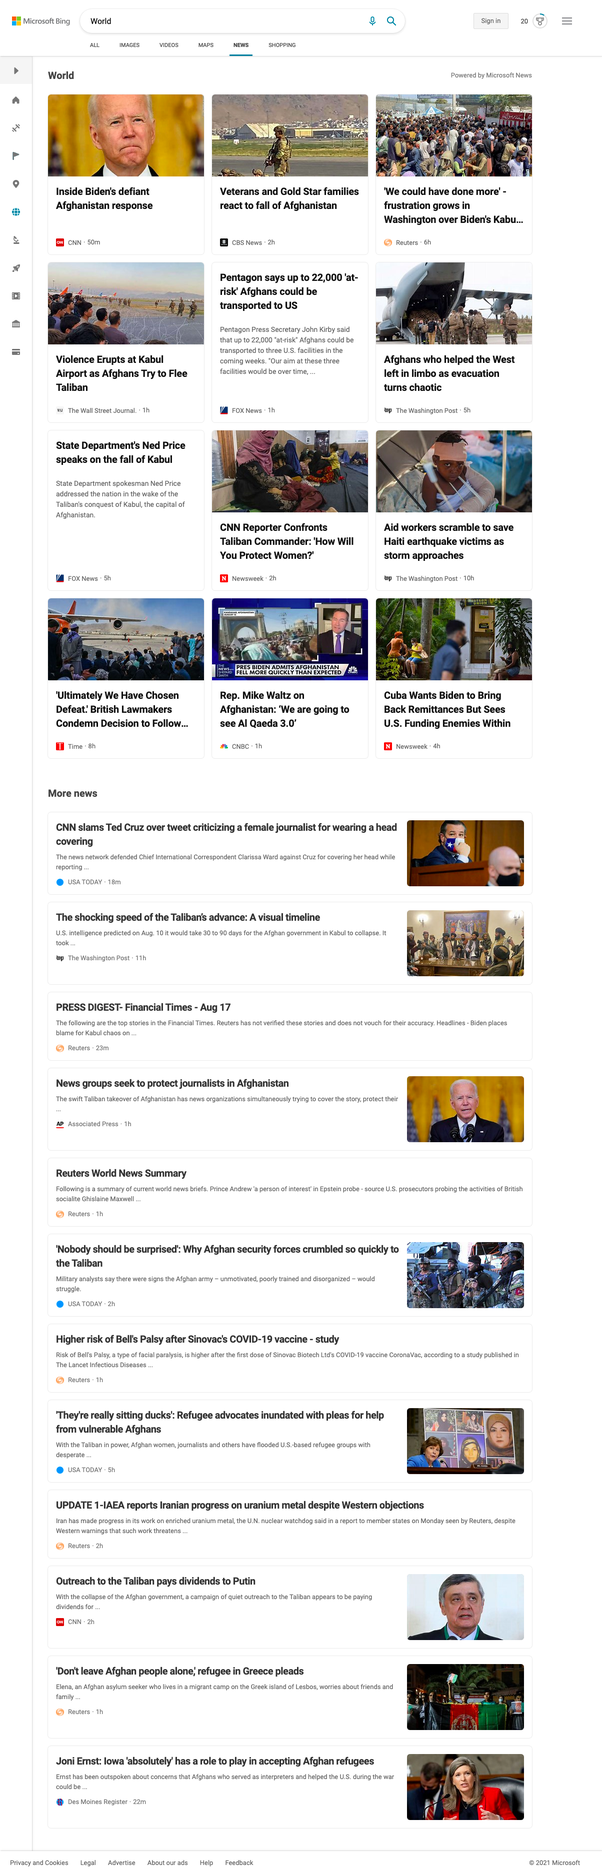 Microsoft Bing
World
Sign in
20
ALL
IMAGES
VIDEOS
MAPS
NEWS
SHOPPING
World
Powered by Microsoft News
Inside Biden's defiant
Afghanistan response
CNN · 50m
Veterans and Gold Star families
react to fall of Afghanistan
CBS News · 2h
'We could have done more' -
frustration grows in
Washington over Biden's Kabu...
Reuters · 6h
Violence Erupts at Kabul
Airport as Afghans Try to Flee
Taliban
The Wall Street Journal. · 1h
Pentagon says up to 22,000 'at-
risk' Afghans could be
transported to US
Pentagon Press Secretary John Kirby said
that up to 22,000 "at-risk" Afghans could be
transported to three U.S. facilities in the
coming weeks. "Our aim at these three
facilities would be over time, ...
FOX News · 1h
Afghans who helped the West
left in limbo as evacuation
turns chaotic
The Washington Post · 5h
State Department's Ned Price
speaks on the fall of Kabul
State Department spokesman Ned Price
addressed the nation in the wake of the
Taliban's conquest of Kabul, the capital of
Afghanistan.
FOX News · 5h
CNN Reporter Confronts
Taliban Commander: 'How Will
You Protect Women?'
Newsweek · 2h
Aid workers scramble to save
Haiti earthquake victims as
storm approaches
The Washington Post · 10h
'Ultimately We Have Chosen
Defeat.' British Lawmakers
Condemn Decision to Follow...
Time · 8h
PRES BIDEN ADMITS AFGHANISTAN
FELL MORE QUICKLY THAN EXPECTED
Rep. Mike Waltz on
Afghanistan: 'We are going to
see Al Qaeda 3.0'
CNBC · 1h
Cuba Wants Biden to Bring
Back Remittances But Sees
U.S. Funding Enemies Within
Newsweek · 4h
More news
CNN slams Ted Cruz over tweet criticizing a female journalist for wearing a head
covering
The news network defended Chief International Correspondent Clarissa Ward against Cruz for covering her head while
reporting ...
USA TODAY · 18m
The shocking speed of the Taliban's advance: A visual timeline
U.S. intelligence predicted on Aug. 10 it would take 30 to 90 days for the Afghan government in Kabul to collapse. It
took ...
The Washington Post · 11h
PRESS DIGEST- Financial Times - Aug 17
The following are the top stories in the Financial Times. Reuters has not verified these stories and does not vouch for their accuracy. Headlines - Biden places
blame for Kabul chaos on ...
Reuters · 23m
News groups seek to protect journalists in Afghanistan
The swift Taliban takeover of Afghanistan has news organizations simultaneously trying to cover the story, protect their
...
AP Associated Press · 1h
Reuters World News Summary
Following is a summary of current world news briefs. Prince Andrew 'a person of interest' in Epstein probe - source U.S. prosecutors probing the activities of British
socialite Ghislaine Maxwell ...
Reuters · 1h
'Nobody should be surprised': Why Afghan security forces crumbled so quickly to
the Taliban
Military analysts say there were signs the Afghan army – unmotivated, poorly trained and disorganized – would
struggle.
USA TODAY · 2h
Higher risk of Bell's Palsy after Sinovac's COVID-19 vaccine - study
Risk of Bell's Palsy, a type of facial paralysis, is higher after the first dose of Sinovac Biotech Ltd's COVID-19 vaccine CoronaVac, according to a study published in
The Lancet Infectious Diseases ...
Reuters · 1h
'They're really sitting ducks': Refugee advocates inundated with pleas for help
from vulnerable Afghans
With the Taliban in power, Afghan women, journalists and others have flooded U.S.-based refugee groups with
desperate ...
USA TODAY · 5h
UPDATE 1-IAEA reports Iranian progress on uranium metal despite Western objections
Iran has made progress in its work on enriched uranium metal, the U.N. nuclear watchdog said in a report to member states on Monday seen by Reuters, despite
Western warnings that such work threatens ...
Reuters · 2h
Outreach to the Taliban pays dividends to Putin
With the collapse of the Afghan government, a campaign of quiet outreach to the Taliban appears to be paying
dividends for ...
CNN · 2h
'Don't leave Afghan people alone,' refugee in Greece pleads
Elena, an Afghan asylum seeker who lives in a migrant camp on the Greek island of Lesbos, worries about friends and
family ...
Reuters · 1h
Joni Ernst: Iowa 'absolutely' has a role to play in accepting Afghan refugees
Ernst has been outspoken about concerns that Afghans who served as interpreters and helped the U.S. during the war
could be ...
Des Moines Register · 22m
Privacy and Cookies
Legal
Advertise
About our ads
Help
Feedback
© 2021 Microsoft